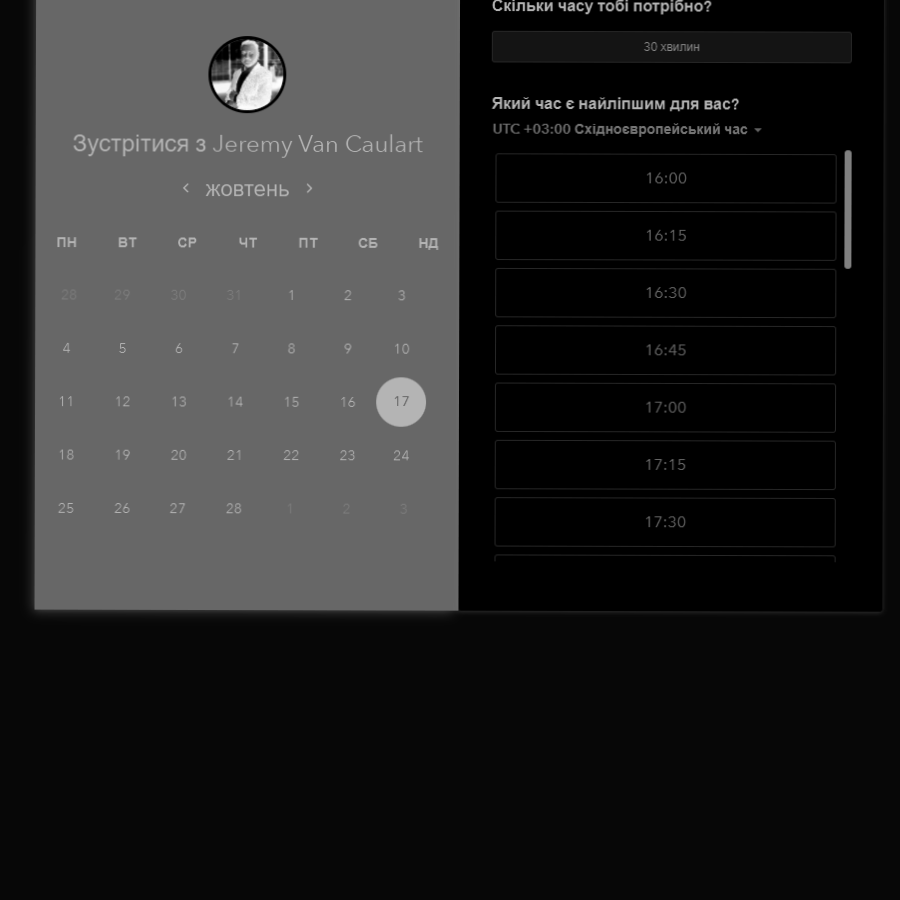 Зустрітися з Jeremy Van Caulart
жовтень
ПН ВТ СР ЧТ ПТ СБ НД
28 29 30 31 1 2 3
4 5 6 7 8 9 10
11 12 13 14 15 16 17
18 19 20 21 22 23 24
25 26 27 28 1 2 3
Скільки часу тобі потрібно?
30 хвилин
Який час є найліпшим для вас?
UTC +03:00 Східноєвропейський час
16:00
16:15
16:30
16:45
17:00
17:15
17:30